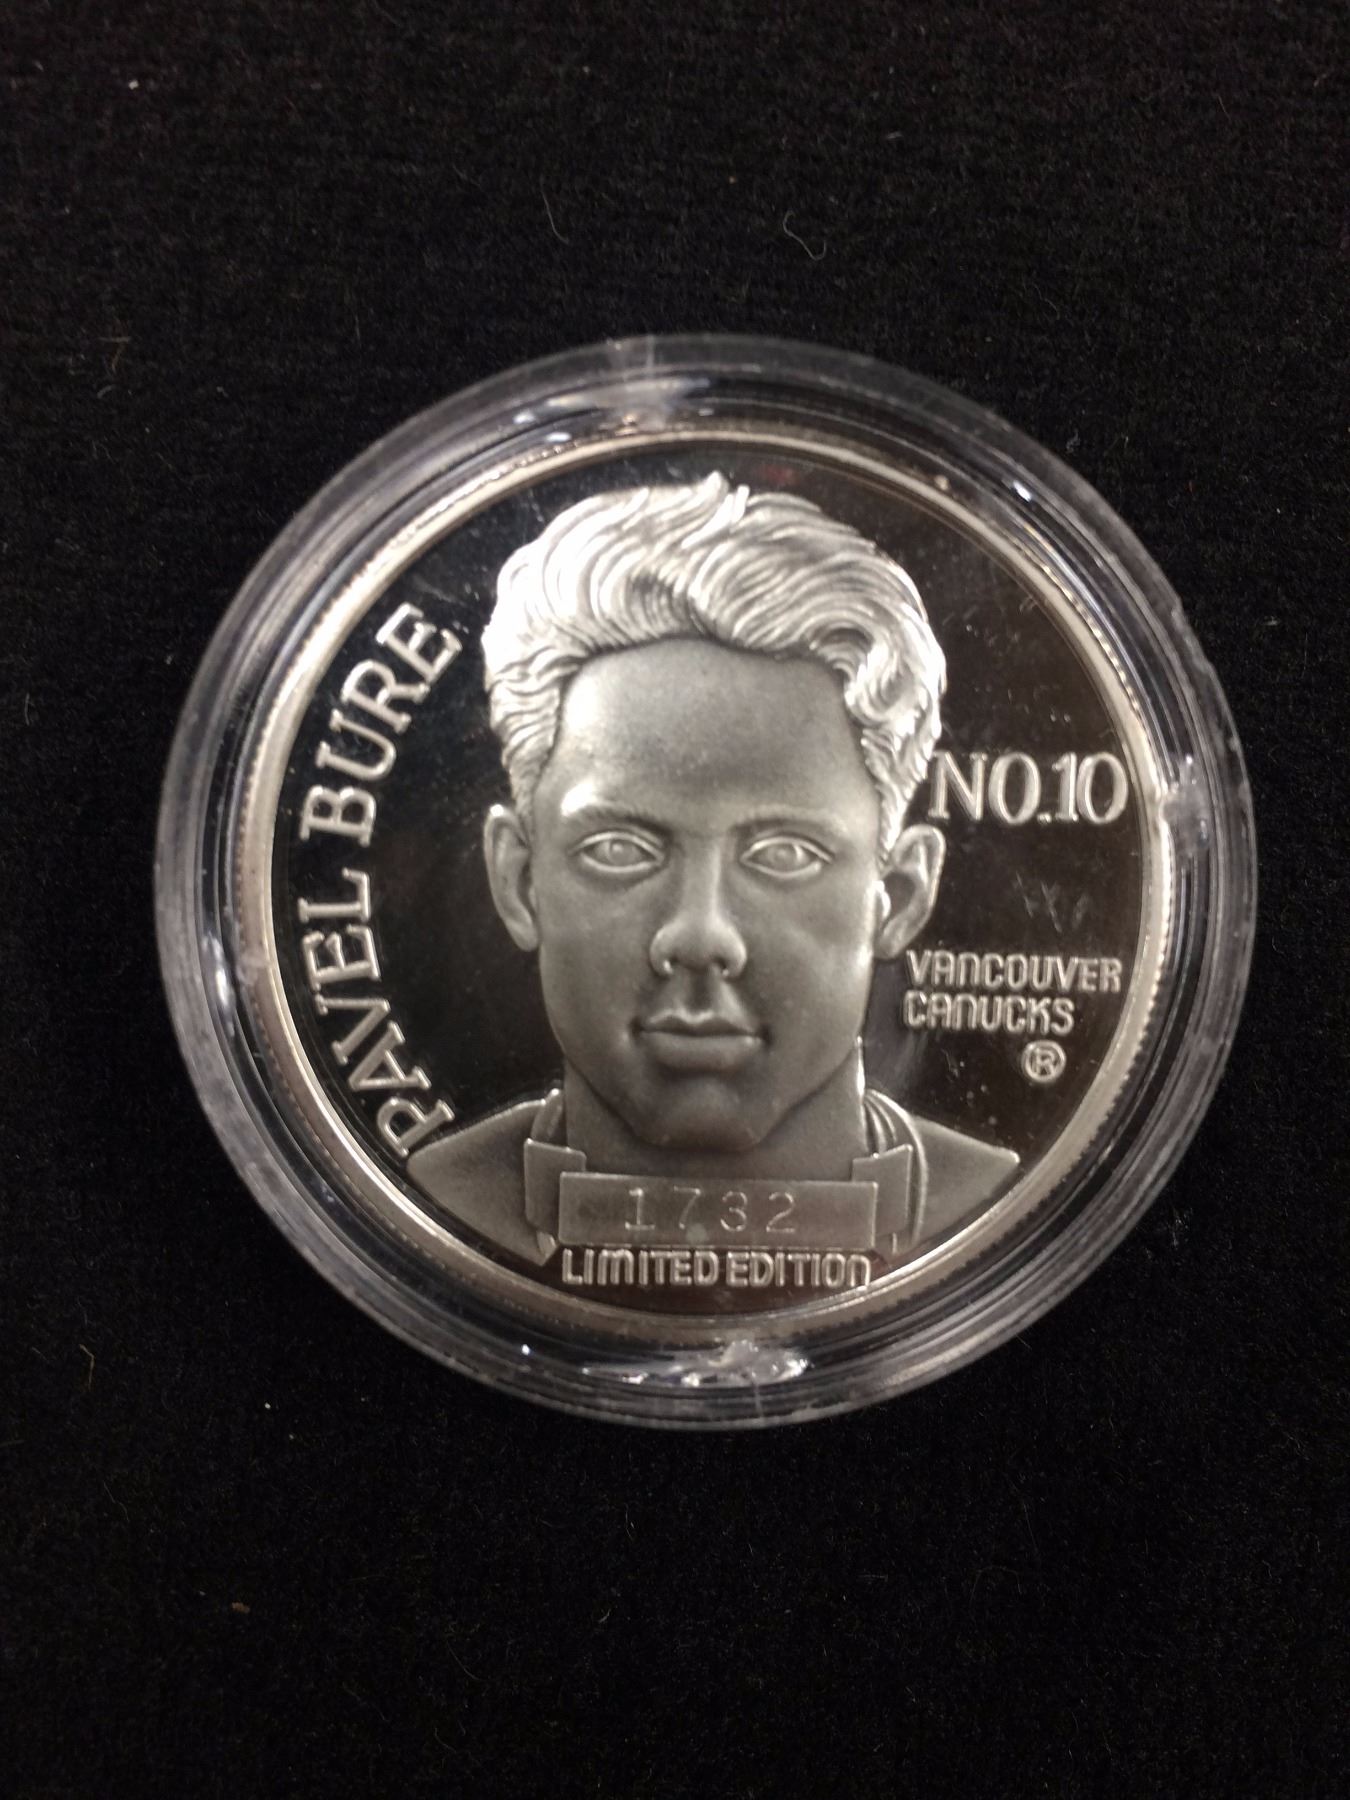 PAVEL BURE
NO.10
VANCOUVER
CANUCKS
®
1732
LIMITED EDITION